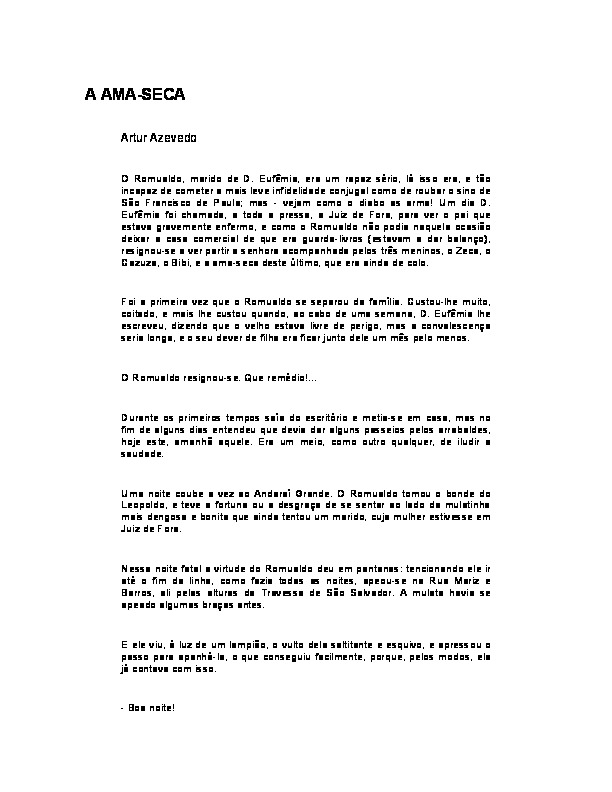 A AMA-SECA
Artur Azevedo
O Romualdo, marido de D. Eufêmia, era um rapaz sério, lá isso era, e tão
incapaz de cometer a mais leve infidelidade conjugal como de roubar o sino de
São Francisco de Paula; mas - vejam como o diabo as arma! Um dia D.
Eufêmia foi chamada, a toda a pressa, a Juiz de Fora, para ver o pai que
estava gravemente enfermo, e como o Romualdo não podia naquela ocasião
deixar a casa comercial de que era guarda-livros (estavam a dar balanço),
resignou-se a ver partir a senhora acompanhada pelos três meninos, o Zeca, o
Cazuza, o Bibi, e a ama-seca deste último, que era ainda de colo.
Foi a primeira vez que o Romualdo se separou da família. Custou-lhe muito,
coitado, e mais lhe custou quando, ao cabo de uma semana, D. Eufêmia lhe
escreveu, dizendo que o velho estava livre de perigo, mas a convalescença
seria longa, e o seu dever de filha era ficar junto dele um mês pelo menos.
O Romualdo resignou-se. Que remédio!...
Durante os primeiros tempos saía do escritório e metia-se em casa, mas no
fim de alguns dias entendeu que devia dar alguns passeios pelos arrabaldes,
hoje este, amanhã aquele. Era um meio, como outro qualquer, de iludir a
saudade.
Uma noite coube a vez ao Andaraí Grande. O Romualdo tomou o bonde do
Leopoldo, e teve a fortuna ou a desgraça de se sentar ao lado da mulatinha
mais dengosa e bonita que ainda tentou um marido, cuja mulher estivesse em
Juiz de Fora.
Nessa noite fatal a virtude do Romualdo deu em pantanas: tencionando ele ir
até o fim da linha, como fazia todas as noites, apeou-se na Rua Mariz e
Barros, ali pelas alturas da Travessa de São Salvador. A mulata havia se
apeado algumas braças antes.
E ele viu, à luz de um lampião, o vulto dela saltitante e esquivo, e apressou o
passo para apanhá-la, o que conseguiu facilmente, porque, pelos modos, ela
já contava com isso.
- Boa noite!